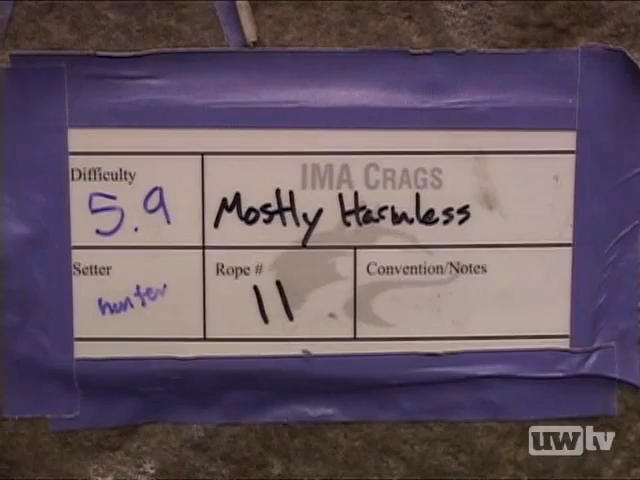 IMA CRAGS
Difficulty
5.9
Mostly Harmless
Setter
hunter
Rope #
11
Convention/Notes
uwtv